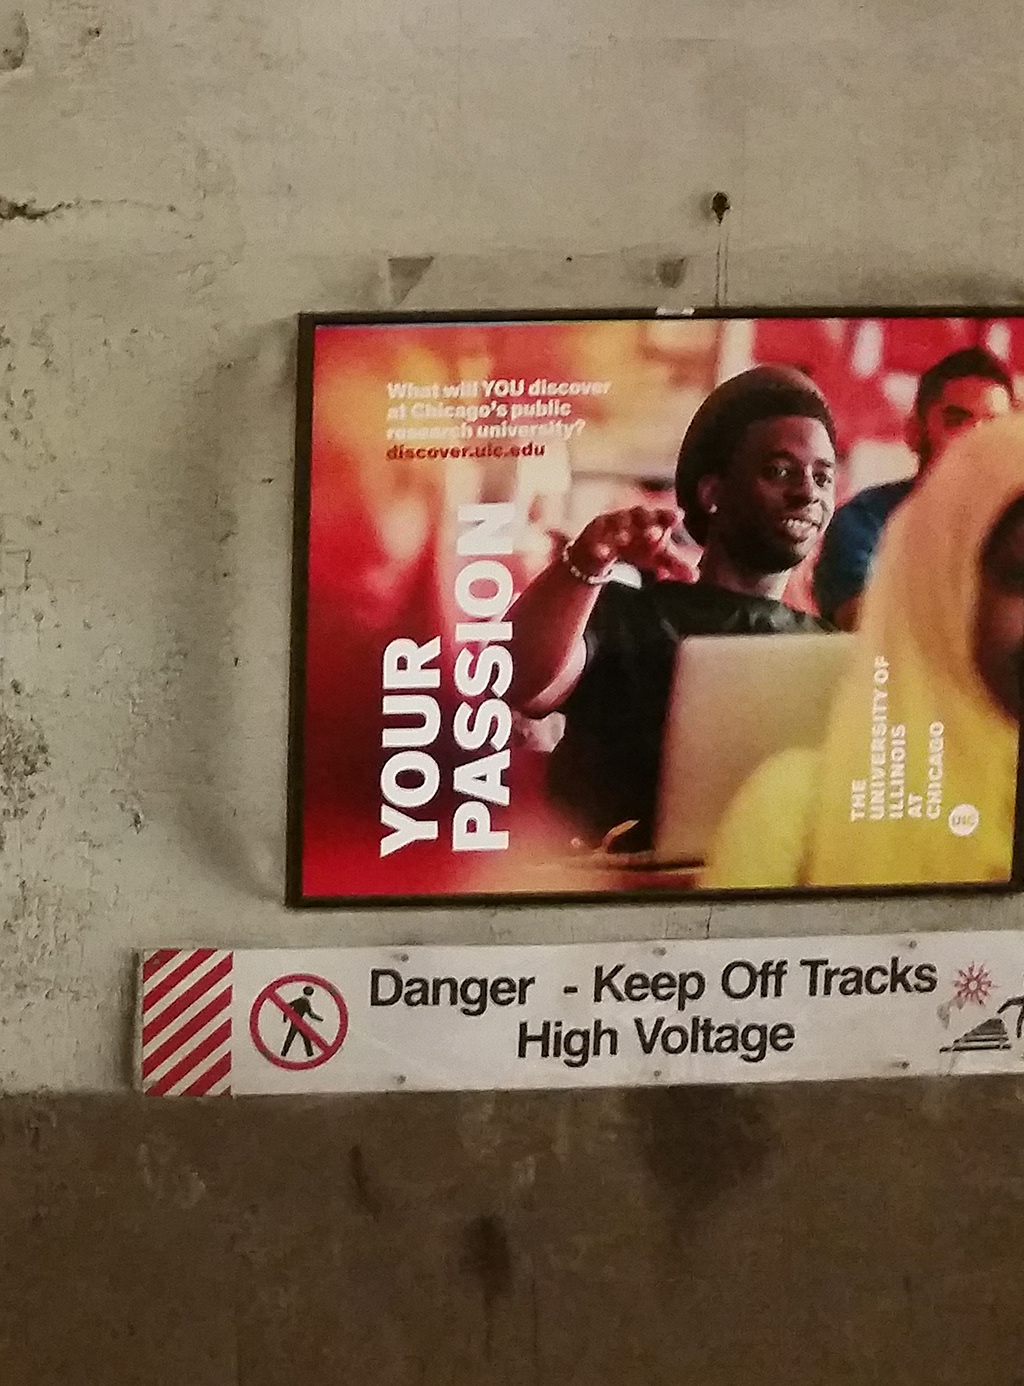 What will YOU discover
at Chicago's public
research university?
discover.uic.edu
YOUR
PASSION
THE
UNIVERSITY OF
ILLINOIS
AT
CHICAGO
UIC
Danger - Keep Off Tracks
High Voltage